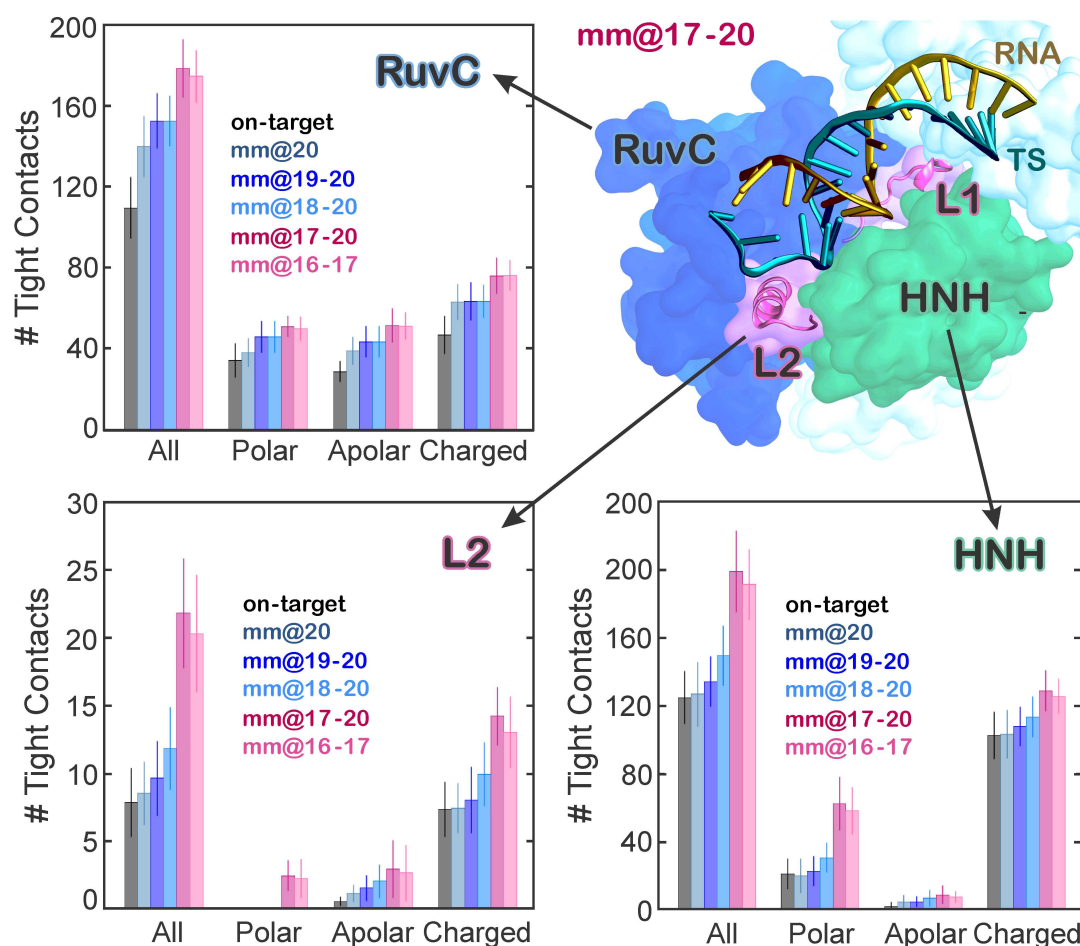 mm@17-20
RNA
RuvC
TS
L1
HNH
L2
RuvC
# Tight Contacts
200
160
120
80
40
0
on-target
mm@20
mm@19-20
mm@18-20
mm@17-20
mm@16-17
All Polar Apolar Charged
L2
# Tight Contacts
30
25
20
15
10
5
0
on-target
mm@20
mm@19-20
mm@18-20
mm@17-20
mm@16-17
All Polar Apolar Charged
HNH
# Tight Contacts
200
200
160
120
80
40
0
on-target
mm@20
mm@19-20
mm@18-20
mm@17-20
mm@16-17
All Polar Apolar Charged